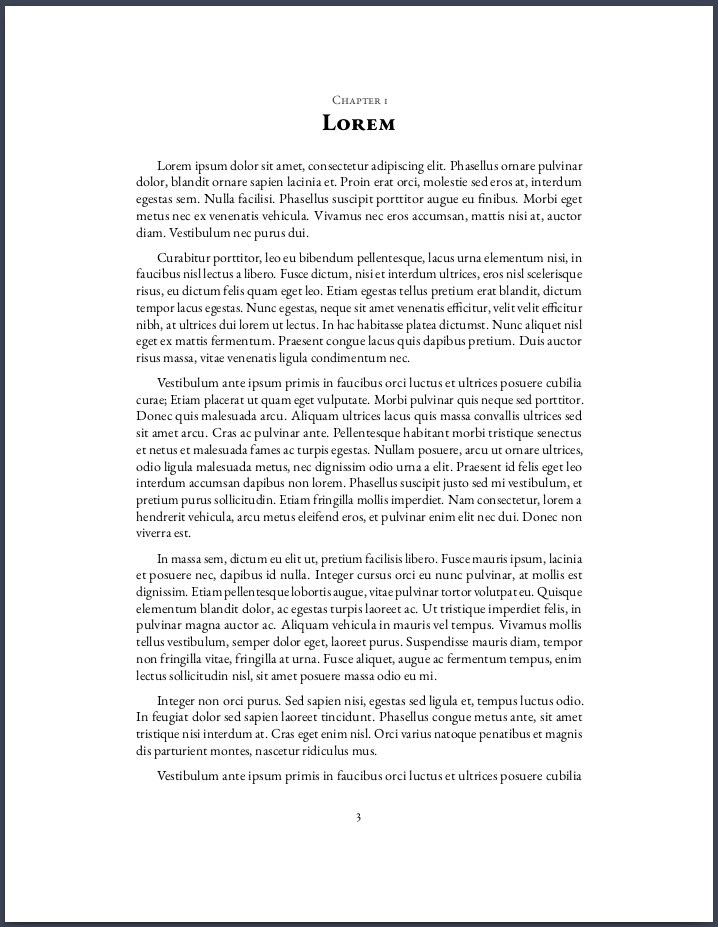 Chapter 1
Lorem
Lorem ipsum dolor sit amet, consectetur adipiscing elit. Phasellus ornare pulvinar
dolor, blandit ornare sapien lacinia et. Proin erat orci, molestie sed eros at, interdum
egestas sem. Nulla facilisi. Phasellus suscipit porttitor augue eu finibus. Morbi eget
metus nec ex venenatis vehicula. Vivamus nec eros accumsan, mattis nisi at, auctor
diam. Vestibulum nec purus dui.
Curabitur porttitor, leo eu bibendum pellentesque, lacus urna elementum nisi, in
faucibus nisl lectus a libero. Fusce dictum, nisi et interdum ultrices, eros nisl scelerisque
risus, eu dictum felis quam eget leo. Etiam egestas tellus pretium erat blandit, dictum
tempor lacus egestas. Nunc egestas, neque sit amet venenatis efficitur, velit velit efficitur
nibh, at ultrices dui lorem ut lectus. In hac habitasse platea dictumst. Nunc aliquet nisl
eget ex mattis fermentum. Praesent congue lacus quis dapibus pretium. Duis auctor
risus massa, vitae venenatis ligula condimentum nec.
Vestibulum ante ipsum primis in faucibus orci luctus et ultrices posuere cubilia
curae; Etiam placerat ut quam eget vulputate. Morbi pulvinar quis neque sed porttitor.
Donec quis malesuada arcu. Aliquam ultrices lacus quis massa convallis ultrices sed
sit amet arcu. Cras ac pulvinar ante. Pellentesque habitant morbi tristique senectus
et netus et malesuada fames ac turpis egestas. Nullam posuere, arcu ut ornare ultrices,
odio ligula malesuada metus, nec dignissim odio urna a elit. Praesent id felis eget leo
interdum accumsan dapibus non lorem. Phasellus suscipit justo sed mi vestibulum, et
pretium purus sollicitudin. Etiam fringilla mollis imperdiet. Nam consectetur, lorem a
hendrerit vehicula, arcu metus eleifend eros, et pulvinar enim elit nec dui. Donec non
viverra est.
In massa sem, dictum eu elit ut, pretium facilisis libero. Fusce mauris ipsum, lacinia
et posuere nec, dapibus id nulla. Integer cursus orci eu nunc pulvinar, at mollis est
dignissim. Etiam pellentesque lobortis augue, vitae pulvinar tortor volutpat eu. Quisque
elementum blandit dolor, ac egestas turpis laoreet ac. Ut tristique imperdiet felis, in
pulvinar magna auctor ac. Aliquam vehicula in mauris vel tempus. Vivamus mollis
tellus vestibulum, semper dolor eget, laoreet purus. Suspendisse mauris diam, tempor
non fringilla vitae, fringilla at urna. Fusce aliquet, augue ac fermentum tempus, enim
lectus sollicitudin nisl, sit amet posuere massa odio eu mi.
Integer non orci purus. Sed sapien nisi, egestas sed ligula et, tempus luctus odio.
In feugiat dolor sed sapien laoreet tincidunt. Phasellus congue metus ante, sit amet
tristique nisi interdum at. Cras eget enim nisl. Orci varius natoque penatibus et magnis
dis parturient montes, nascetur ridiculus mus.
Vestibulum ante ipsum primis in faucibus orci luctus et ultrices posuere cubilia
3